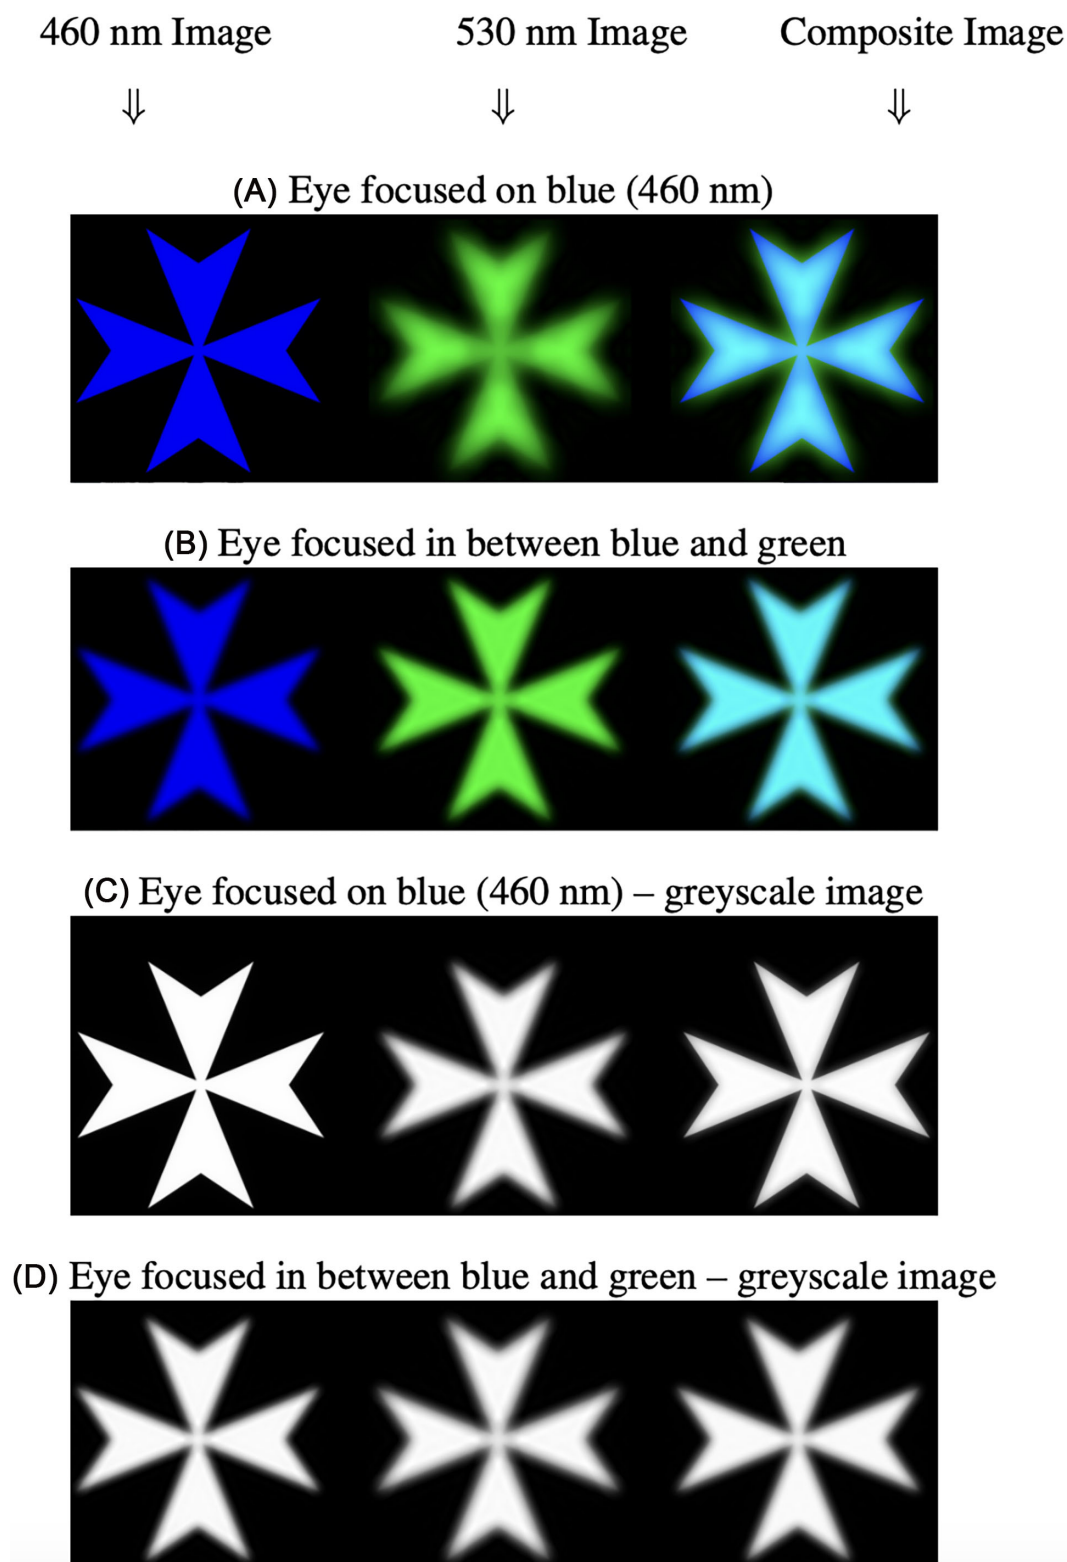 460 nm Image 530 nm Image Composite Image
⇓ ⇓ ⇓
(A) Eye focused on blue (460 nm)
(B) Eye focused in between blue and green
(C) Eye focused on blue (460 nm) – greyscale image
(D) Eye focused in between blue and green – greyscale image